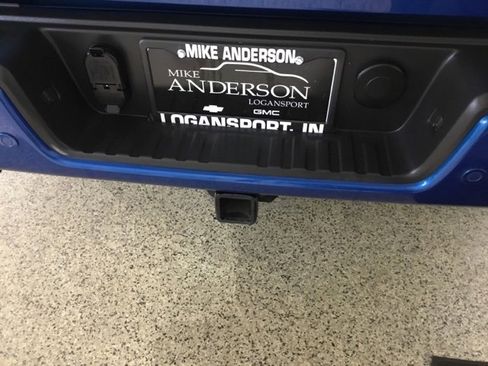 MIKE ANDERSON
MIKE
ANDERSON
LOGANSPORT
GMC
LOGANSPORT, IN